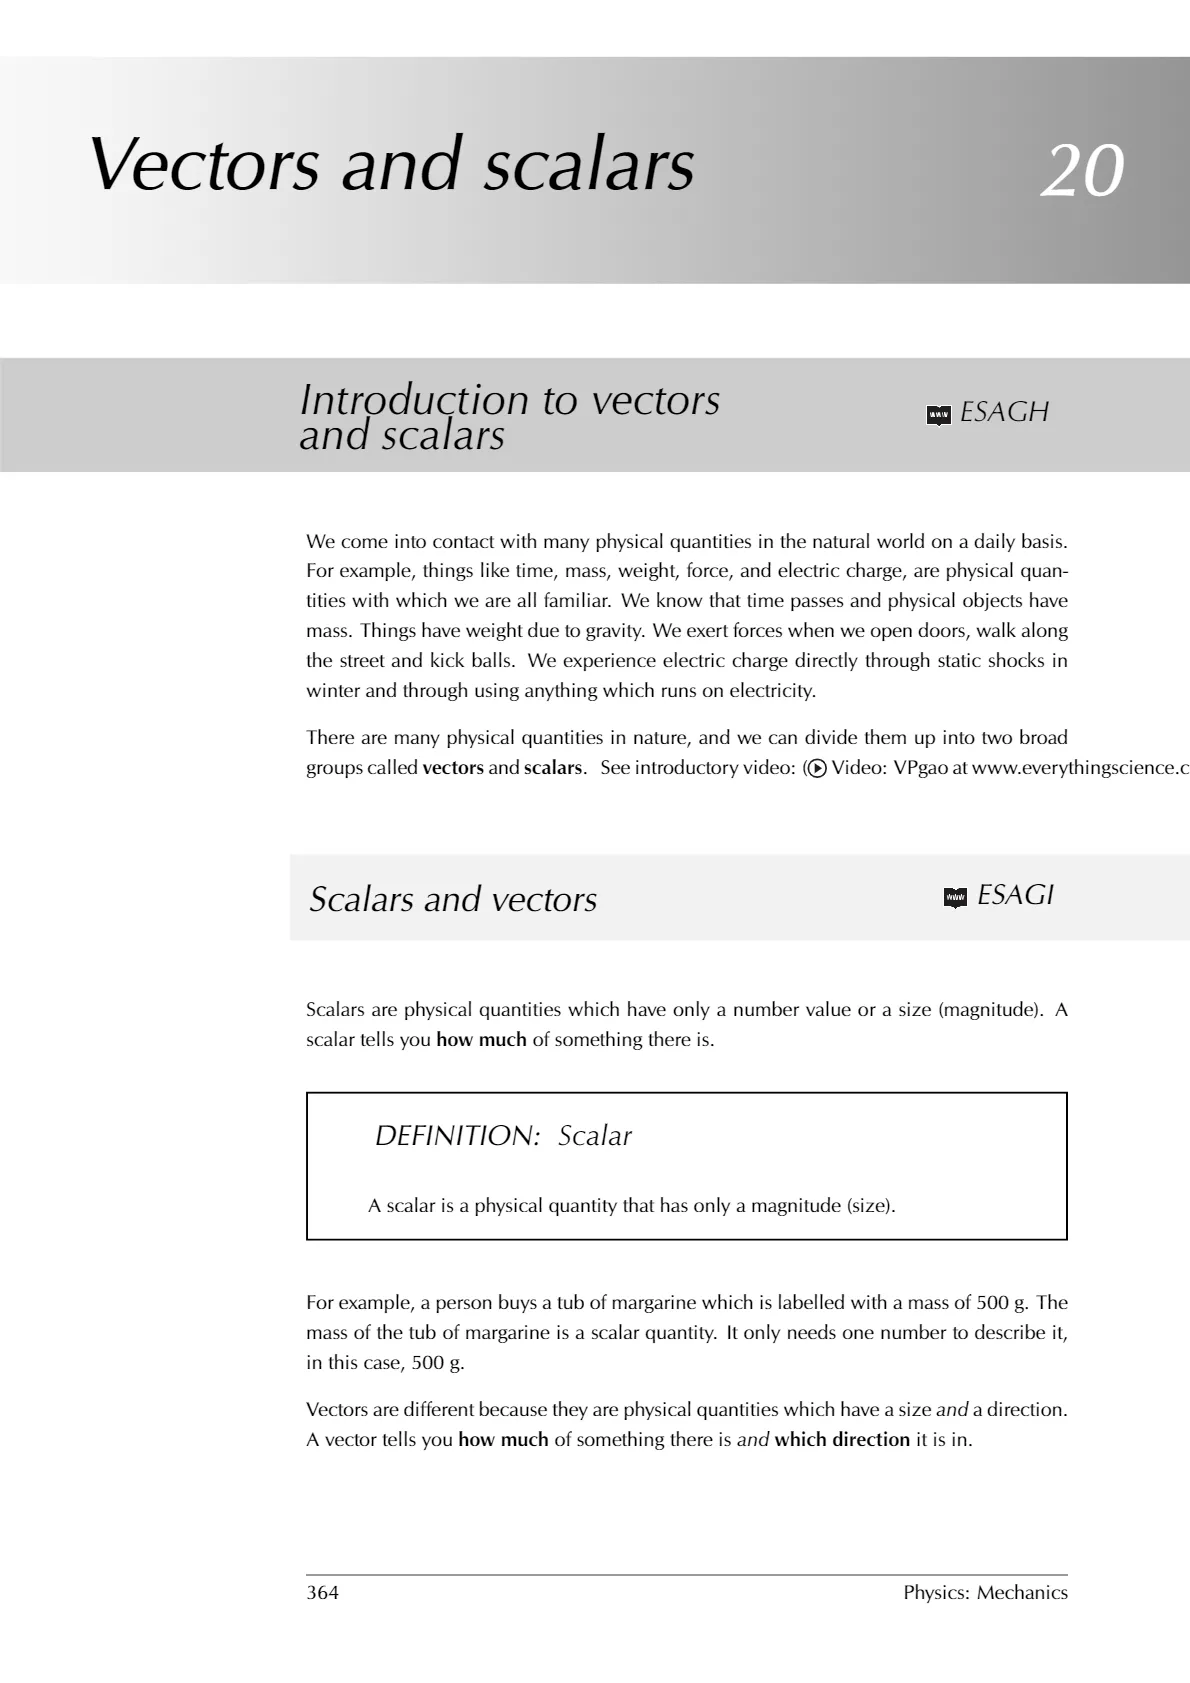 Vectors and scalars
20
Introduction to vectors
and scalars
www ESAGH
We come into contact with many physical quantities in the natural world on a daily basis.
For example, things like time, mass, weight, force, and electric charge, are physical quan-
tities with which we are all familiar. We know that time passes and physical objects have
mass. Things have weight due to gravity. We exert forces when we open doors, walk along
the street and kick balls. We experience electric charge directly through static shocks in
winter and through using anything which runs on electricity.
There are many physical quantities in nature, and we can divide them up into two broad
groups called vectors and scalars. See introductory video: ( Video: VPgao at www.everythingscience.c
Scalars and vectors
www ESAGI
Scalars are physical quantities which have only a number value or a size (magnitude). A
scalar tells you how much of something there is.
DEFINITION: Scalar
A scalar is a physical quantity that has only a magnitude (size).
For example, a person buys a tub of margarine which is labelled with a mass of 500 g. The
mass of the tub of margarine is a scalar quantity. It only needs one number to describe it,
in this case, 500 g.
Vectors are different because they are physical quantities which have a size and a direction.
A vector tells you how much of something there is and which direction it is in.
364
Physics: Mechanics